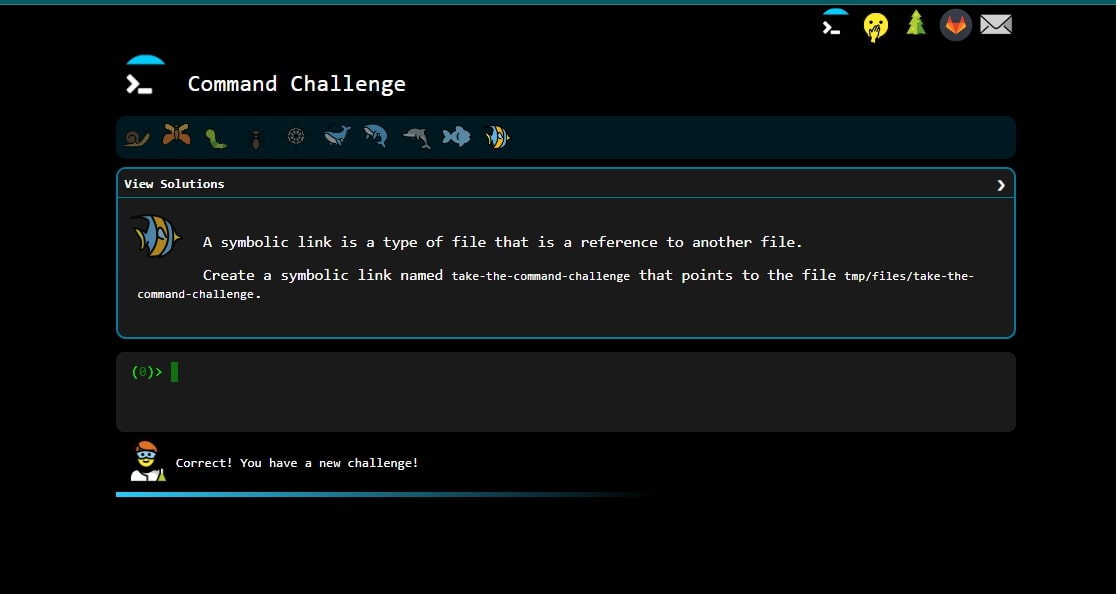 Command Challenge
View Solutions
A symbolic link is a type of file that is a reference to another file.
Create a symbolic link named take-the-command-challenge that points to the file tmp/files/take-the-
command-challenge.
(0)>
Correct! You have a new challenge!